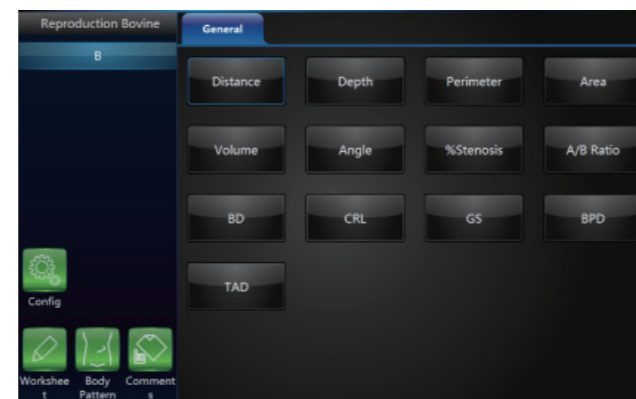 Reproduction Bovine
General
B
Distance
Depth
Perimeter
Area
Volume
Angle
%Stenosis
A/B Ratio
BD
CRL
GS
BPD
TAD
Config
Workshee
t
Body
Pattern
Comment
s